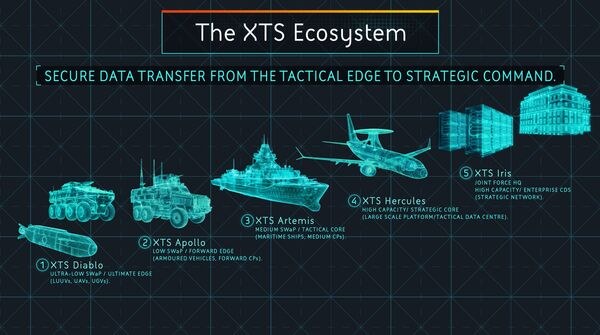 The XTS Ecosystem
SECURE DATA TRANSFER FROM THE TACTICAL EDGE TO STRATEGIC COMMAND.
1 XTS Diablo
ULTRA-LOW SWaP / ULTIMATE EDGE
(LUUVs, UAVs, UGVs).
2 XTS Apollo
LOW SWaP / FORWARD EDGE
(ARMOURED VEHICLES, FORWARD CPs).
3 XTS Artemis
MEDIUM SWaP / TACTICAL CORE
(MARITIME SHIPS, MEDIUM CPs).
4 XTS Hercules
HIGH CAPACITY/ STRATEGIC CORE
(LARGE SCALE PLATFORM/TACTICAL DATA CENTRE).
5 XTS Iris
JOINT FORCE HQ
HIGH CAPACITY/ ENTERPRISE CDS
(STRATEGIC NETWORK).